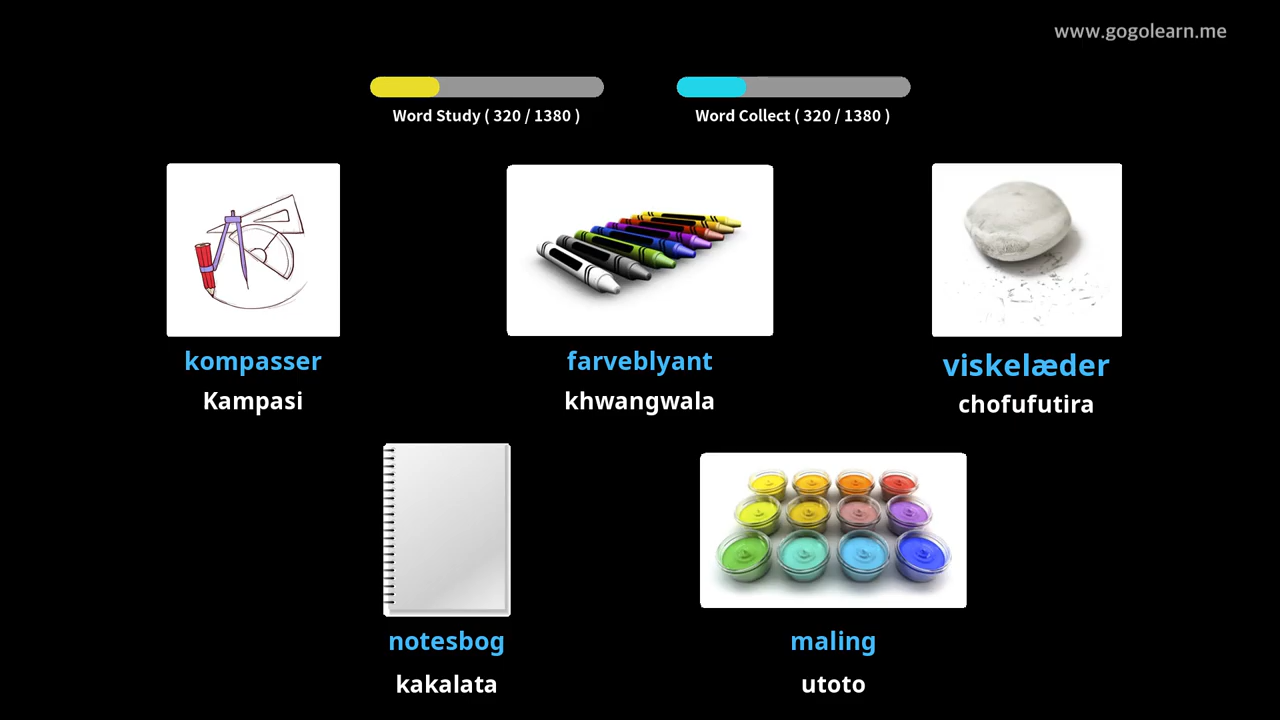 www.gogolearn.me
Word Study ( 320 / 1380 )
Word Collect ( 320 / 1380 )
kompasser
Kampasi
farveblyant
khwangwala
viskelæder
chofufutira
notesbog
kakalata
maling
utoto